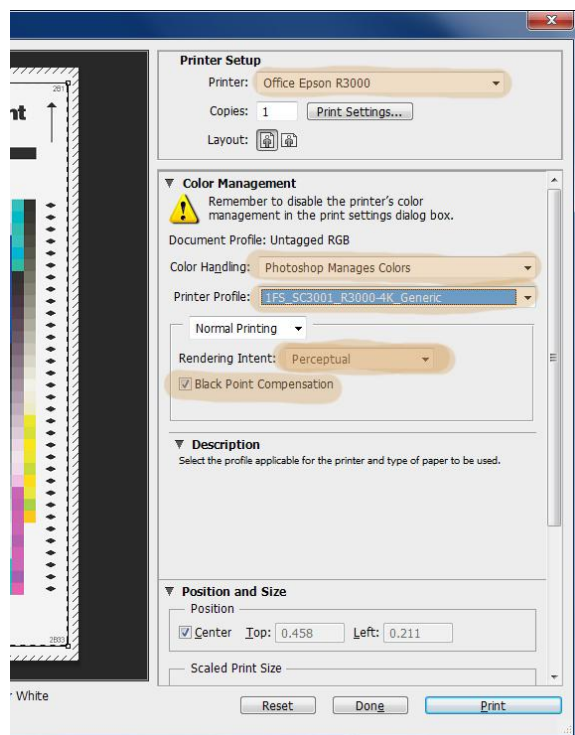 x
Printer Setup
Printer: Office Epson R3000
Copies: 1 Print Settings...
Layout:
Color Management
Remember to disable the printer's color
management in the print settings dialog box.
Document Profile: Untagged RGB
Color Handling: Photoshop Manages Colors
Printer Profile: 1FS_SC3001_R3000-4K_Generic
Normal Printing
Rendering Intent: Perceptual
Black Point Compensation
Description
Select the profile applicable for the printer and type of paper to be used.
Position and Size
Position
Center Top: 0.458 Left: 0.211
Scaled Print Size
White
Reset Done Print